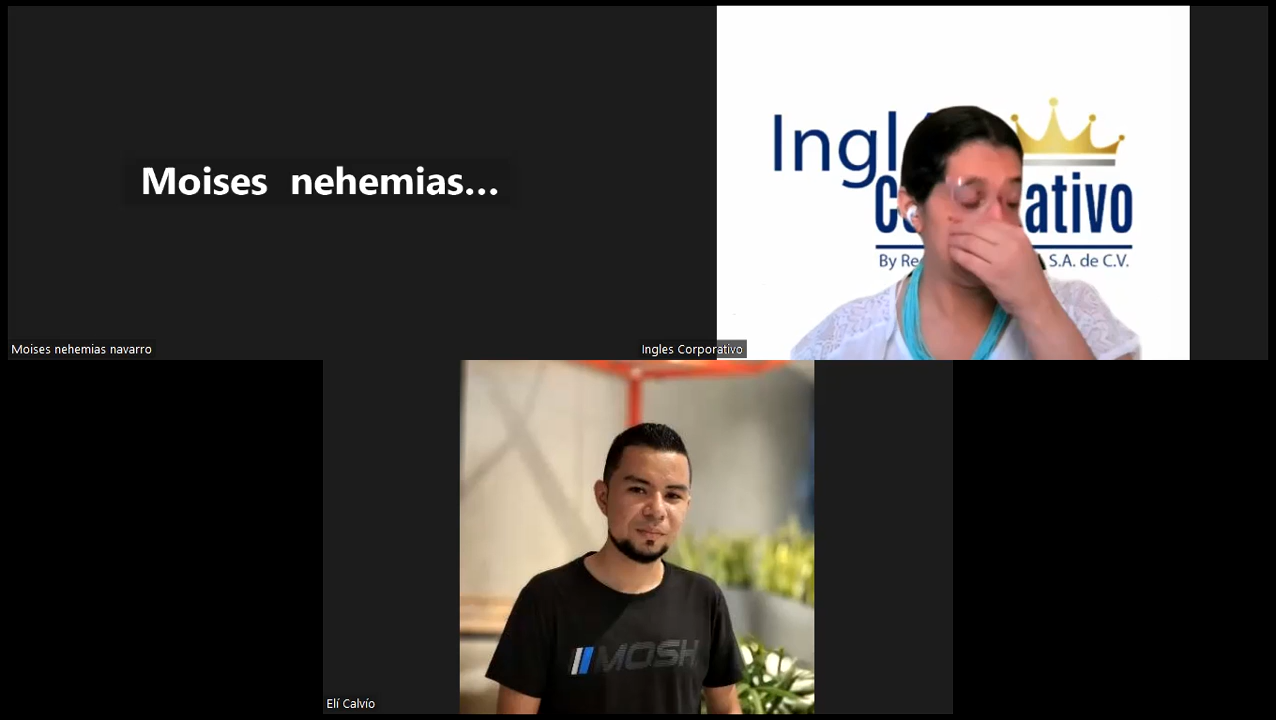 Moises nehemias...
Moises nehemias navarro
Ingl
C ativo
By Re S.A. de C.V.
Ingles Corporativo
MOSH
Elí Calvío